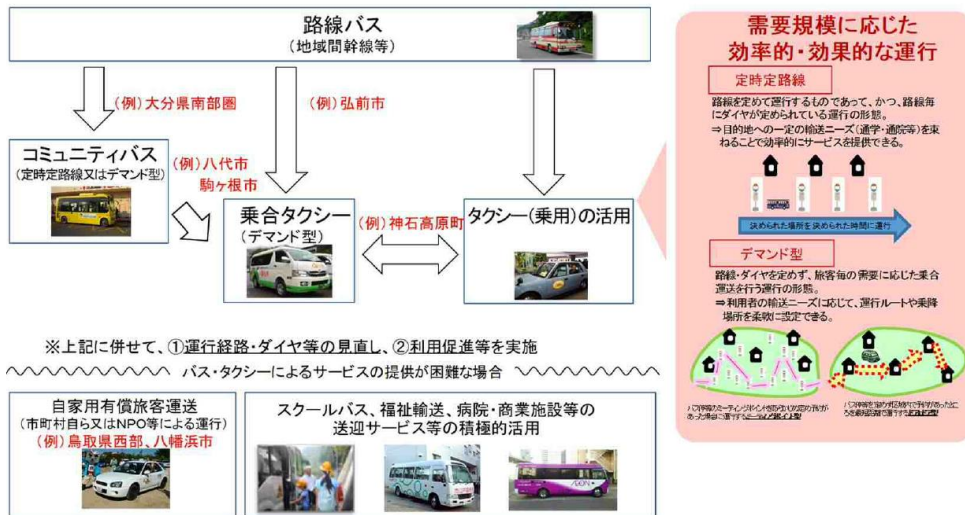 路線バス
(地域間幹線等)
(例)大分県南部圏
(例)弘前市
コミュニティバス
(定時定路線又はデマンド型)
(例)八代市
駒ヶ根市
乗合タクシー
(デマンド型)
(例)神石高原町
タクシー(乗用)の活用
※上記に併せて、①運行経路・ダイヤ等の見直し、②利用促進等を実施
バス・タクシーによるサービスの提供が困難な場合
自家用有償旅客運送
(市町村自ら又はNPO等による運行)
(例)鳥取県西部、八幡浜市
スクールバス、福祉輸送、病院・商業施設等の
送迎サービス等の積極的活用
AEON
需要規模に応じた
効率的・効果的な運行
定時定路線
路線を定めて運行するものであって、かつ、路線毎
にダイヤが定められている運行の形態。
⇒目的地への一定の輸送ニーズ(通学・通院等)を束
ねることで効率的にサービスを提供できる。
決められた場所を決められた時間に運行
デマンド型
路線・ダイヤを定めず、旅客毎の需要に応じた乗合
運送を行う運行の形態。
⇒利用者の輸送ニーズに応じて、運行ルートや乗降
場所を柔軟に設定できる。